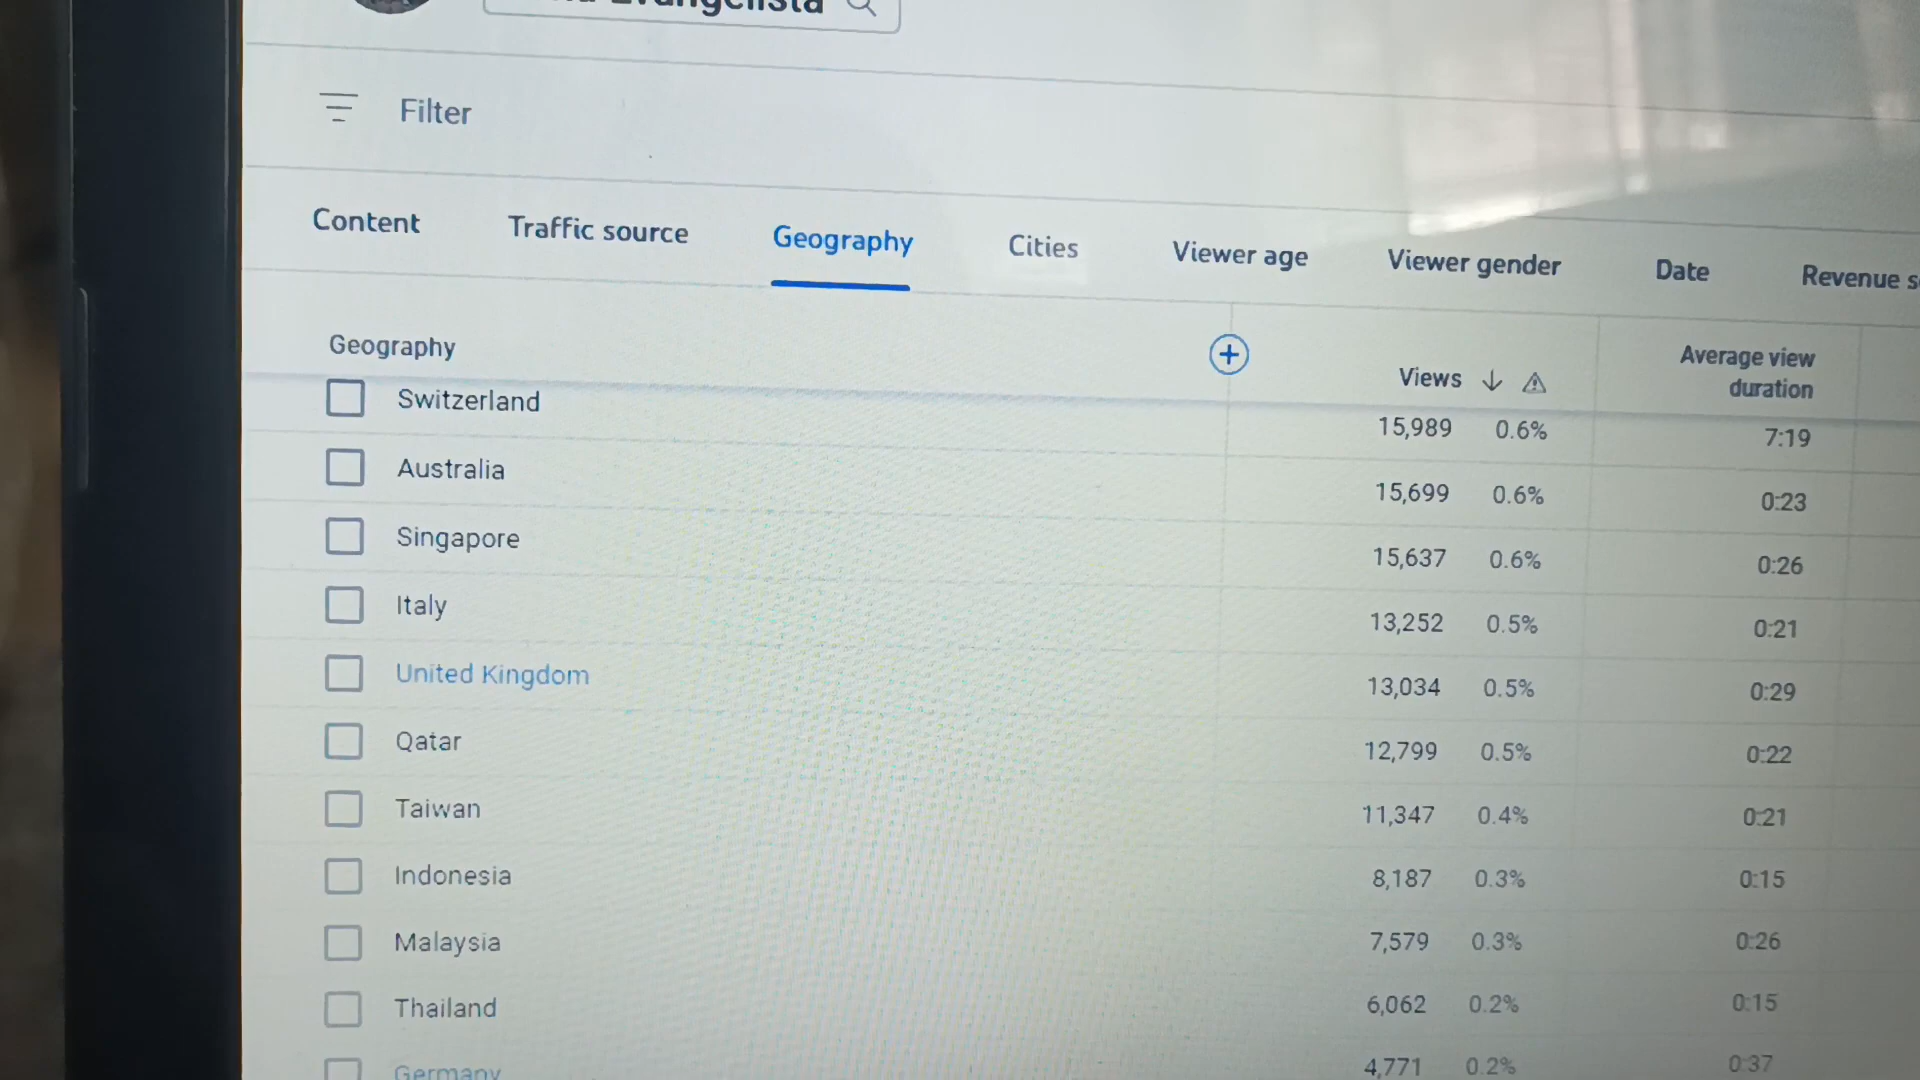 Evangelista
Filter
Content Traffic source Geography Cities Viewer age Viewer gender Date Revenue
Geography Views Average view duration
Switzerland 15,989 0.6% 7:19
Australia 15,699 0.6% 0:23
Singapore 15,637 0.6% 0:26
Italy 13,252 0.5% 0:21
United Kingdom 13,034 0.5% 0:29
Qatar 12,799 0.5% 0:22
Taiwan 11,347 0.4% 0:21
Indonesia 8,187 0.3% 0:15
Malaysia 7,579 0.3% 0:26
Thailand 6,062 0.2% 0:15
Germany 4,771 0.2% 0:37